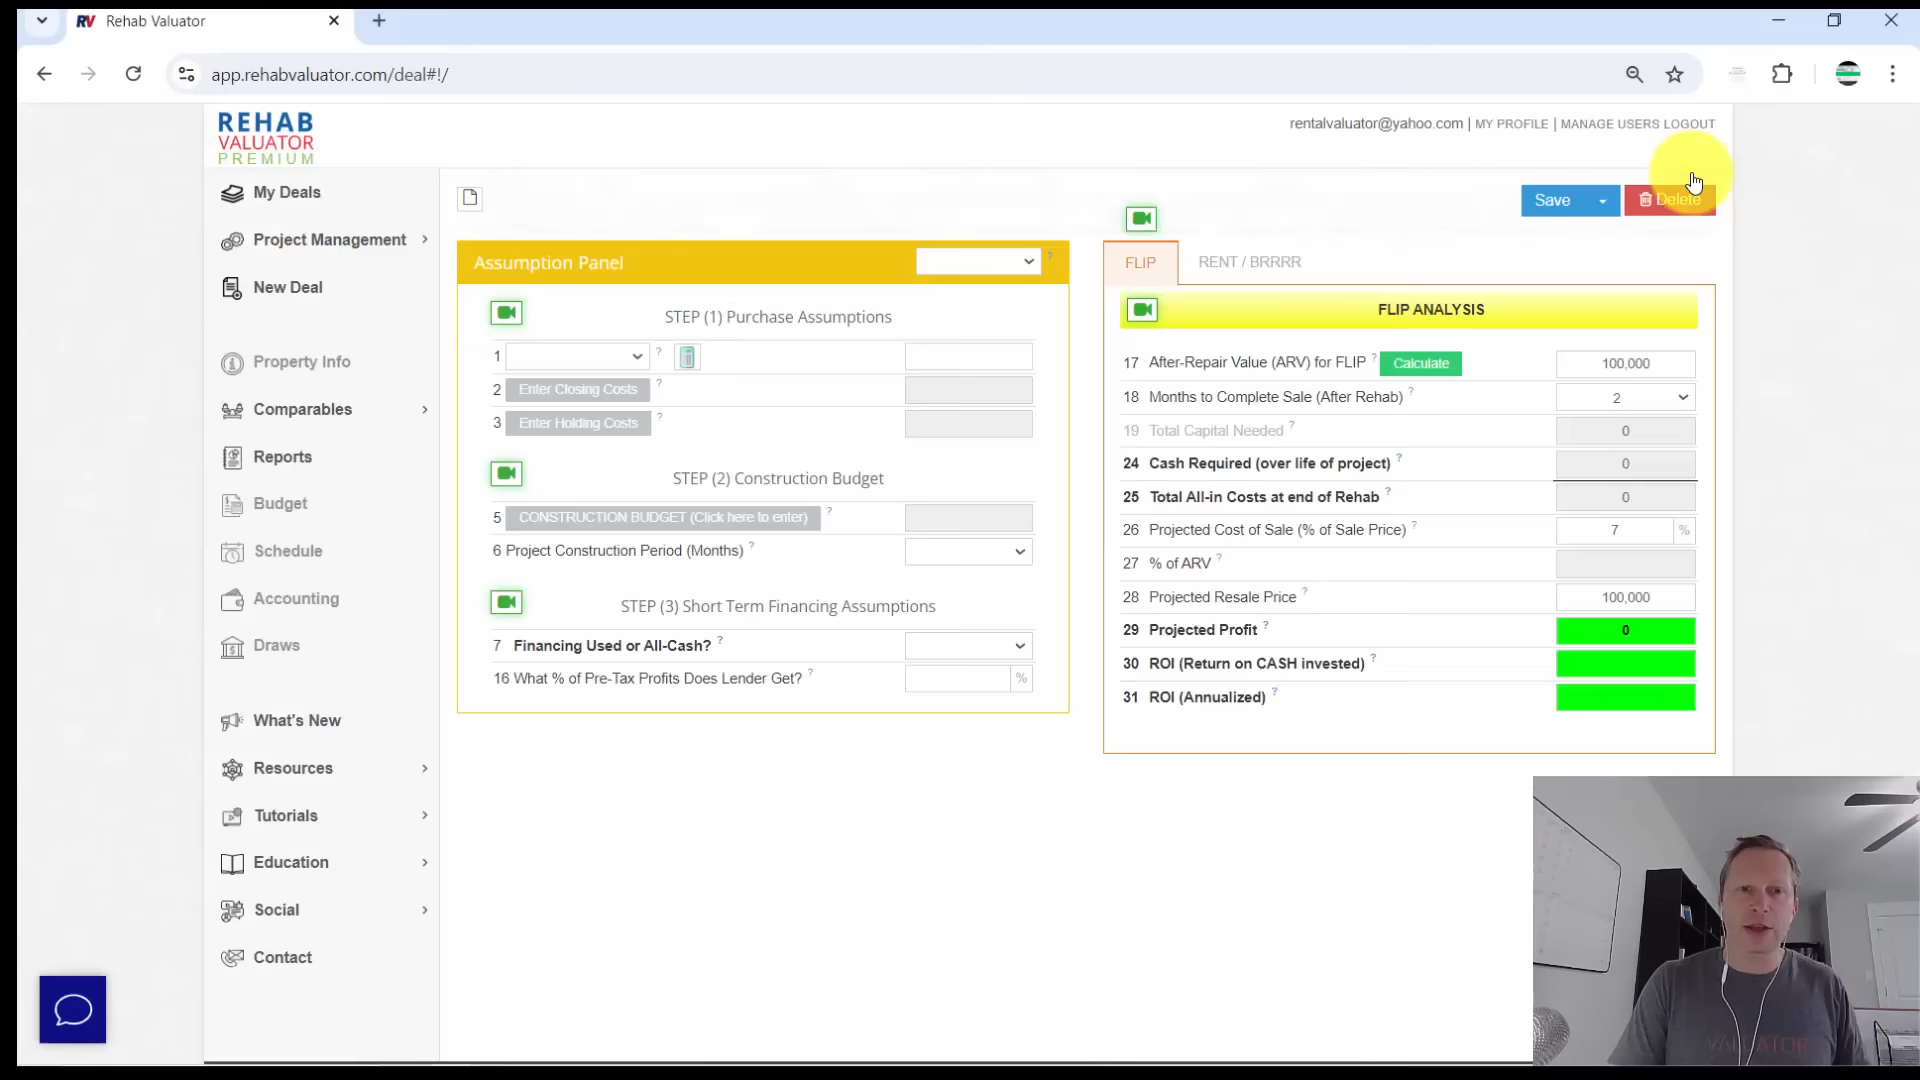 Rehab Valuator
app.rehabvaluator.com/deal#!/
REHAB
VALUATOR
PREMIUM
rentalvaluator@yahoo.com | MY PROFILE | MANAGE USERS LOGOUT
My Deals
Project Management
New Deal
Property Info
Comparables
Reports
Budget
Schedule
Accounting
Draws
What's New
Resources
Tutorials
Education
Social
Contact
Save
Delete
Assumption Panel ?
STEP (1) Purchase Assumptions
1 ?
2 Enter Closing Costs ?
3 Enter Holding Costs ?
STEP (2) Construction Budget
5 CONSTRUCTION BUDGET (Click here to enter) ?
6 Project Construction Period (Months) ?
STEP (3) Short Term Financing Assumptions
7 Financing Used or All-Cash? ?
16 What % of Pre-Tax Profits Does Lender Get? ? %
FLIP RENT / BRRRR
FLIP ANALYSIS
17 After-Repair Value (ARV) for FLIP ? Calculate 100,000
18 Months to Complete Sale (After Rehab) ? 2
19 Total Capital Needed ? 0
24 Cash Required (over life of project) ? 0
25 Total All-in Costs at end of Rehab ? 0
26 Projected Cost of Sale (% of Sale Price) ? 7 %
27 % of ARV ?
28 Projected Resale Price ? 100,000
29 Projected Profit ? 0
30 ROI (Return on CASH invested) ?
31 ROI (Annualized) ?
VALUATOR